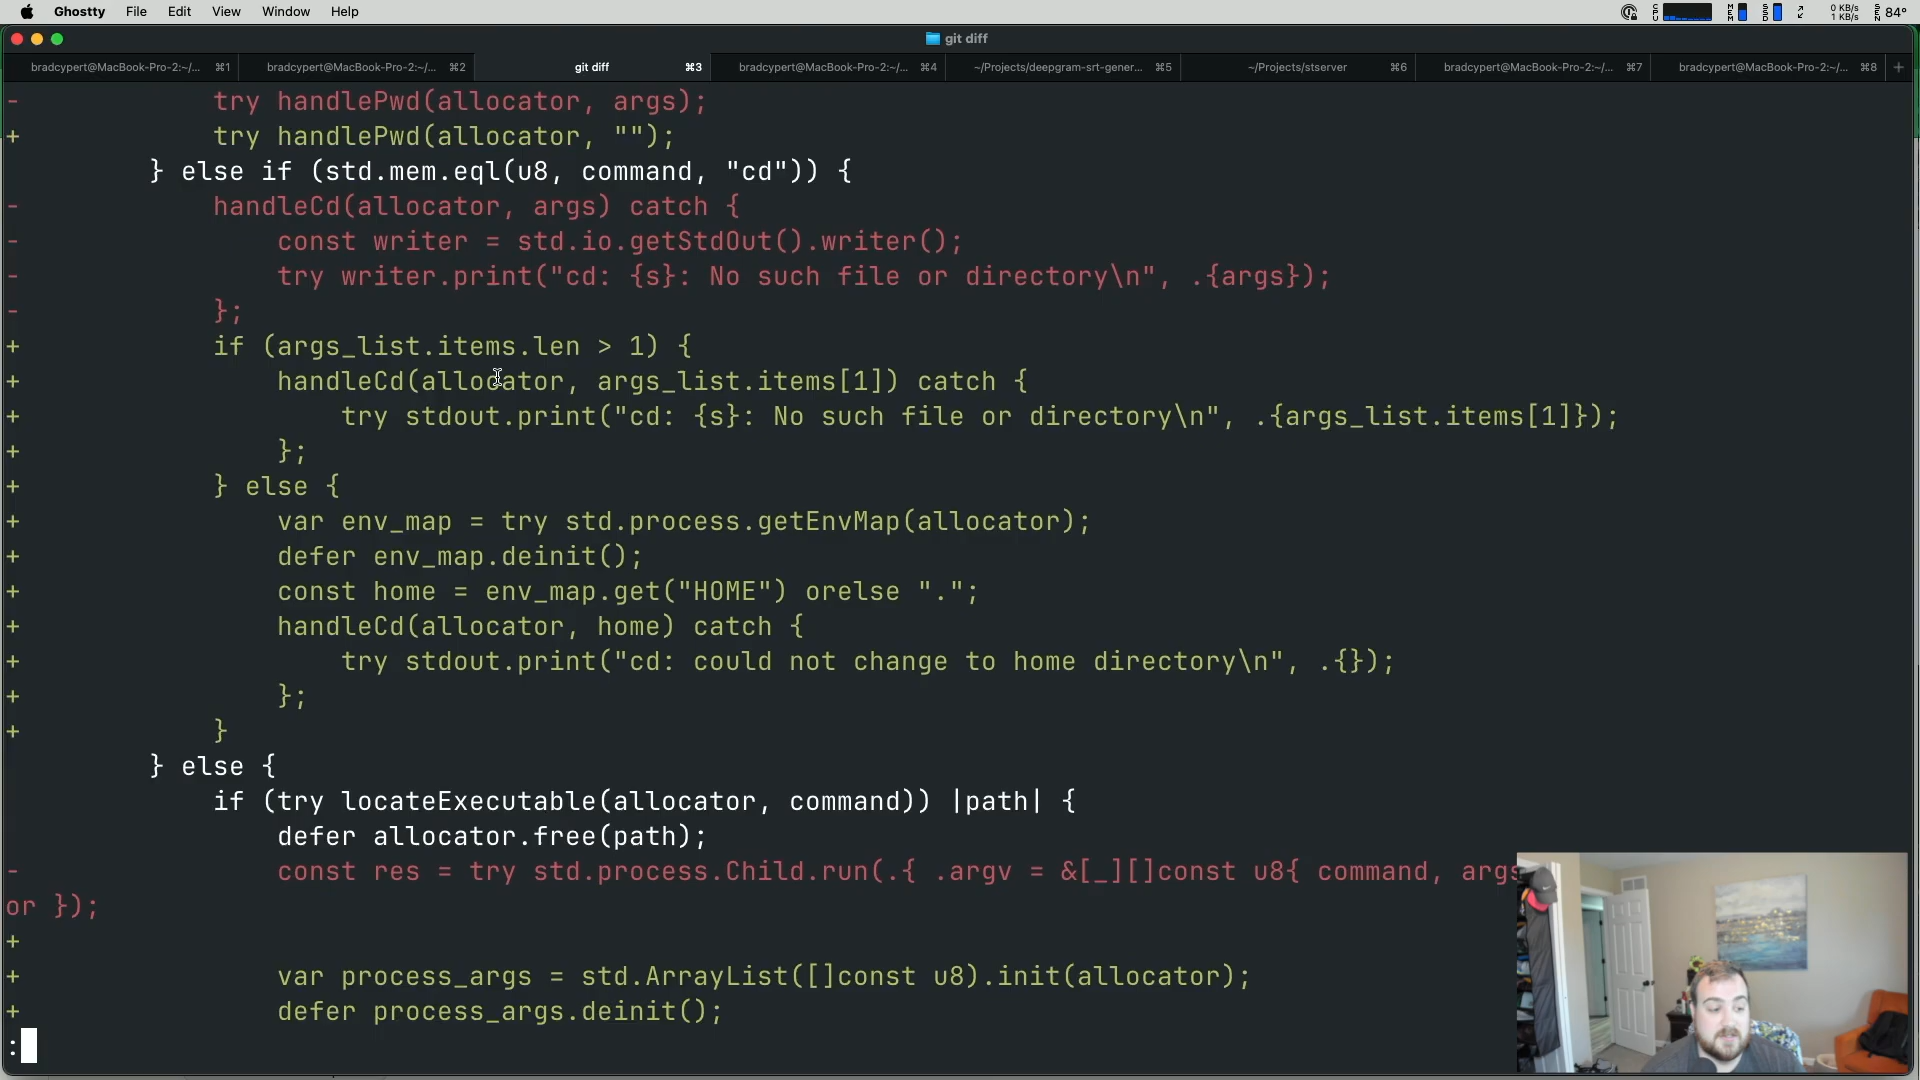 Ghostty File Edit View Window Help
0 KB/s
1 KB/s
84°
git diff
bradcypert@MacBook-Pro-2:~/... ⌘1
bradcypert@MacBook-Pro-2:~/... ⌘2
git diff ⌘3
bradcypert@MacBook-Pro-2:~/... ⌘4
~/Projects/deepgram-srt-gener... ⌘5
~/Projects/stserver ⌘6
bradcypert@MacBook-Pro-2:~/... ⌘7
bradcypert@MacBook-Pro-2:~/... ⌘8 +
- try handlePwd(allocator, args);
+ try handlePwd(allocator, "");
} else if (std.mem.eql(u8, command, "cd")) {
- handleCd(allocator, args) catch {
- const writer = std.io.getStdOut().writer();
- try writer.print("cd: {s}: No such file or directory\n", .{args});
- };
+ if (args_list.items.len > 1) {
+ handleCd(allocator, args_list.items[1]) catch {
+ try stdout.print("cd: {s}: No such file or directory\n", .{args_list.items[1]});
+ };
+ } else {
+ var env_map = try std.process.getEnvMap(allocator);
+ defer env_map.deinit();
+ const home = env_map.get("HOME") orelse ".";
+ handleCd(allocator, home) catch {
+ try stdout.print("cd: could not change to home directory\n", .{});
+ };
+ }
} else {
if (try locateExecutable(allocator, command)) |path| {
defer allocator.free(path);
- const res = try std.process.Child.run(.{ .argv = &[_][]const u8{ command, args
or });
+
+ var process_args = std.ArrayList([]const u8).init(allocator);
+ defer process_args.deinit();
: